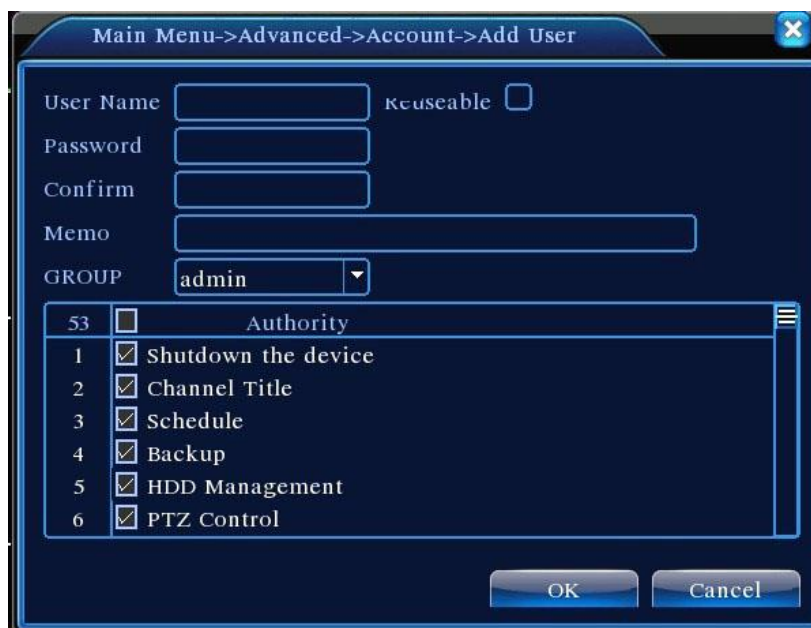 Main Menu->Advanced->Account->Add User
User Name Reuseable
Password
Confirm
Memo
GROUP admin
53 Authority
1 Shutdown the device
2 Channel Title
3 Schedule
4 Backup
5 HDD Management
6 PTZ Control
OK Cancel